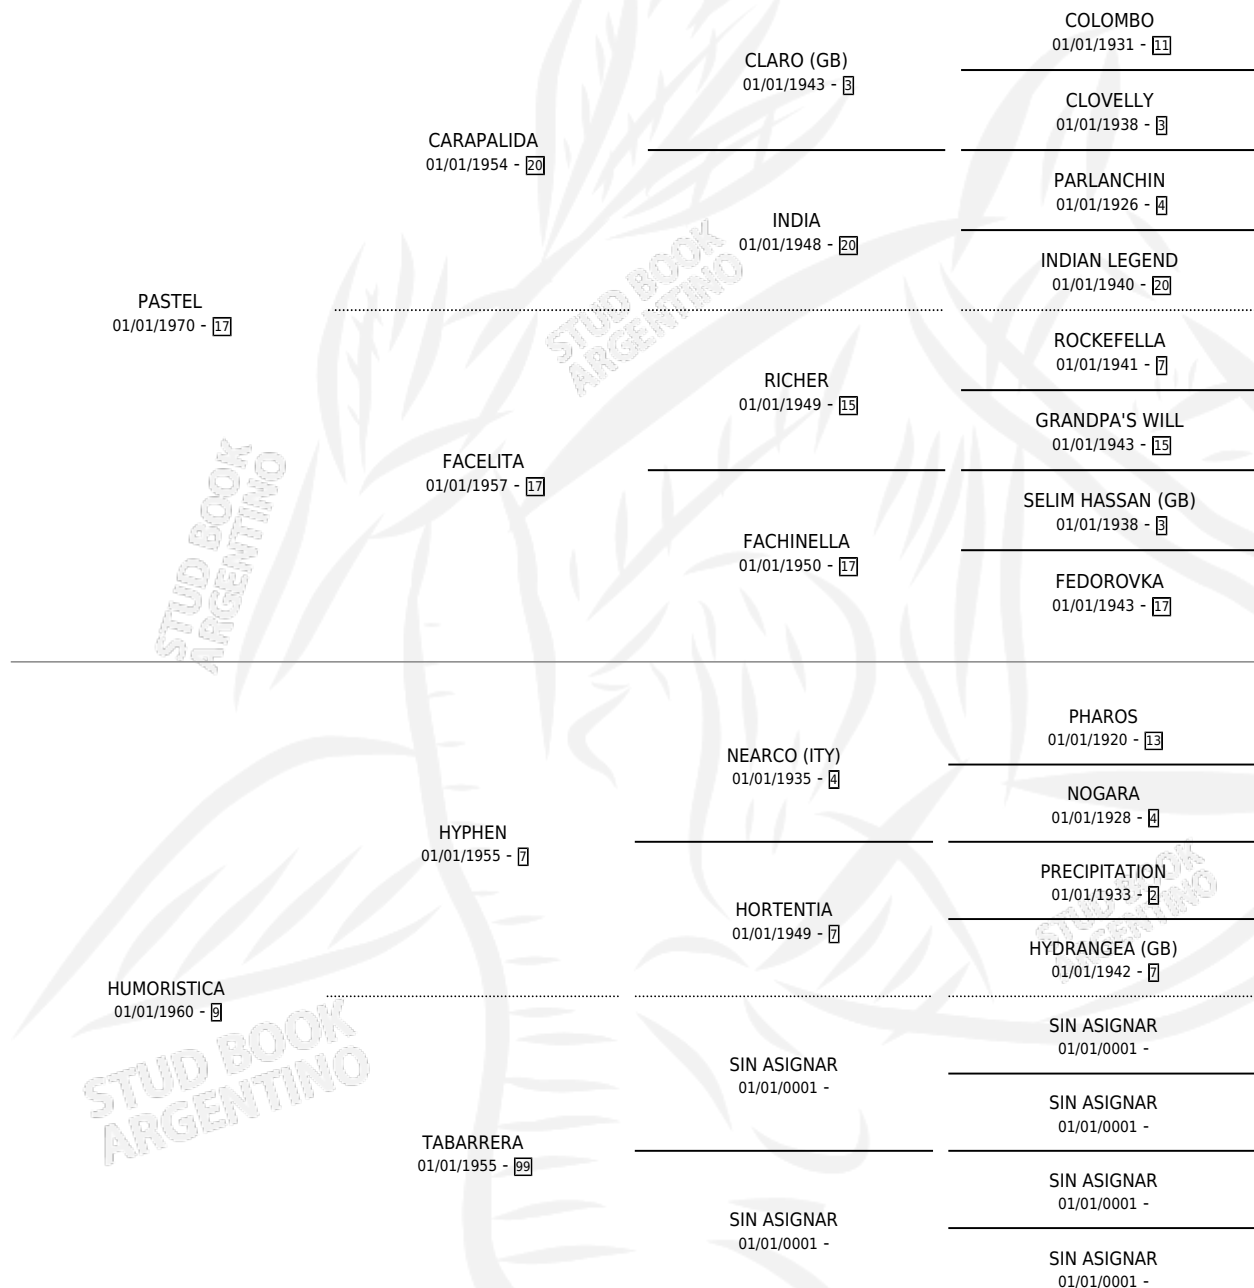 COLOMBO
01/01/1931 - 11
CLARO (GB)
01/01/1943 - 3
CLOVELLY
01/01/1938 - 3
CARAPALIDA
01/01/1954 - 20
PARLANCHIN
01/01/1926 - 4
INDIA
01/01/1948 - 20
INDIAN LEGEND
01/01/1940 - 20
PASTEL
01/01/1970 - 17
STUD BOOK
ARGENTINO
ROCKEFELLA
01/01/1941 - 7
RICHER
01/01/1949 - 15
GRANDPA'S WILL
01/01/1943 - 15
FACELITA
01/01/1957 - 17
SELIM HASSAN (GB)
01/01/1938 - 3
FACHINELLA
01/01/1950 - 17
FEDOROVKA
01/01/1943 - 17
STUD BOOK
ARGENTINO
PHAROS
01/01/1920 - 13
NEARCO (ITY)
01/01/1935 - 4
NOGARA
01/01/1928 - 4
HYPHEN
01/01/1955 - 7
PRECIPITATION
01/01/1933 - 2
HORTENTIA
01/01/1949 - 7
HYDRANGEA (GB)
01/01/1942 - 7
STUD BOOK
ARGENTINO
HUMORISTICA
01/01/1960 - 9
STUD BOOK
ARGENTINO
SIN ASIGNAR
01/01/0001 -
SIN ASIGNAR
01/01/0001 -
SIN ASIGNAR
01/01/0001 -
TABARRERA
01/01/1955 - 99
SIN ASIGNAR
01/01/0001 -
SIN ASIGNAR
01/01/0001 -
SIN ASIGNAR
01/01/0001 -